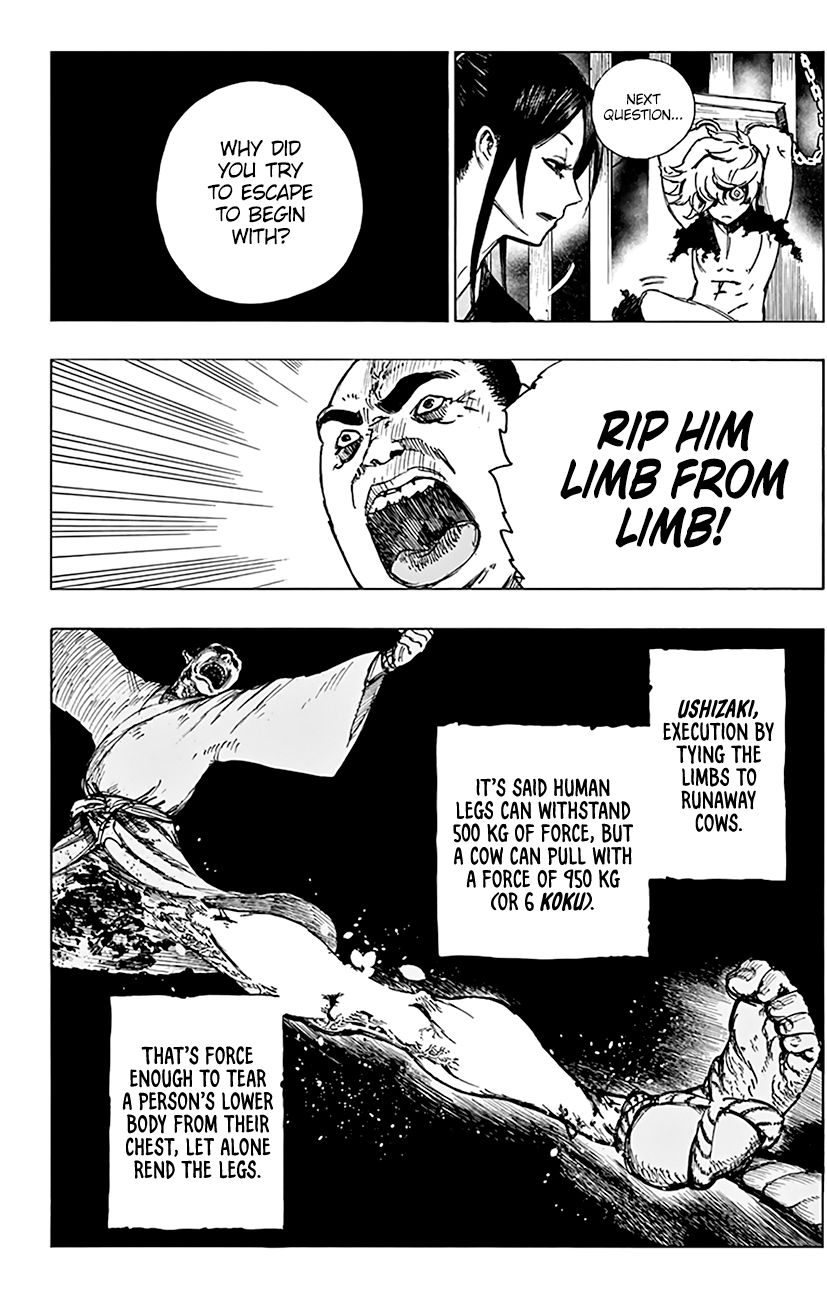 NEXT
QUESTION...
WHY DID
YOU TRY
TO ESCAPE
TO BEGIN
WITH?
RIP HIM
LIMB FROM
LIMB!
USHIZAKI,
EXECUTION BY
TYING THE
LIMBS TO
RUNAWAY
COWS.
IT'S SAID HUMAN
LEGS CAN WITHSTAND
500 KG OF FORCE, BUT
A COW CAN PULL WITH
A FORCE OF 950 KG
(OR 6 KOKU).
THAT'S FORCE
ENOUGH TO TEAR
A PERSON'S LOWER
BODY FROM THEIR
CHEST, LET ALONE
REND THE LEGS.